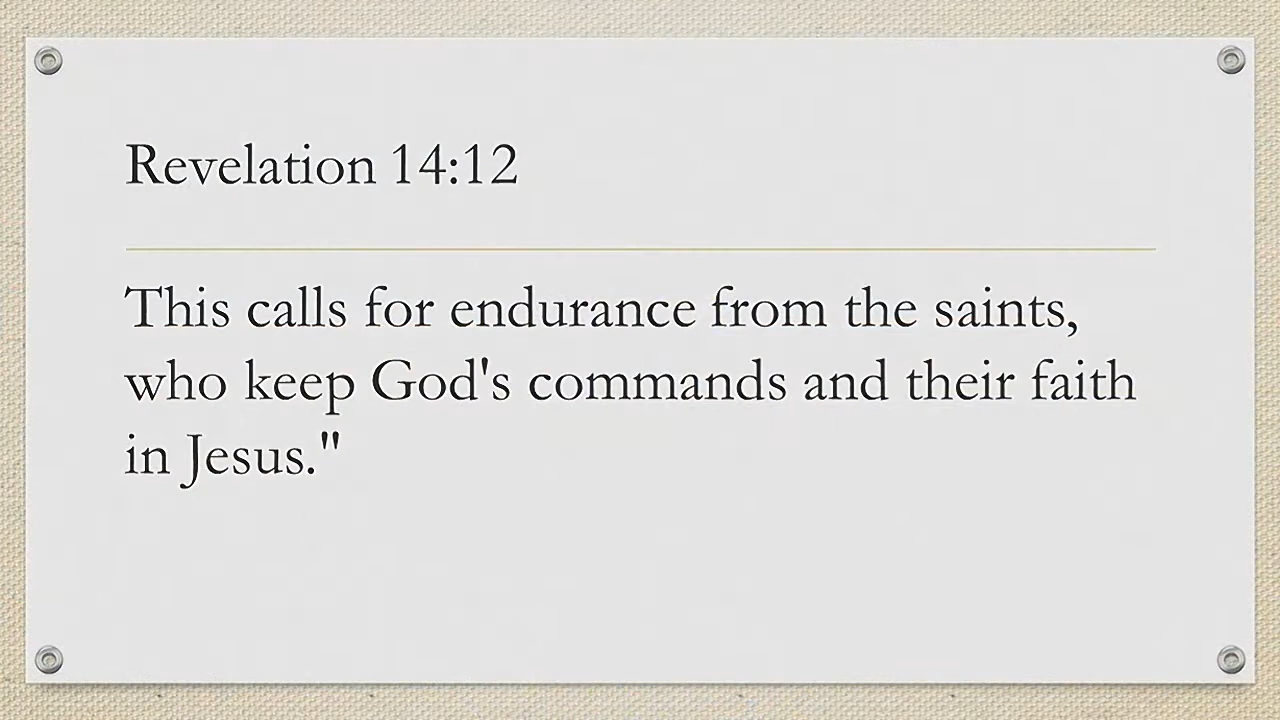 Revelation 14:12
This calls for endurance from the saints,
who keep God's commands and their faith
in Jesus."